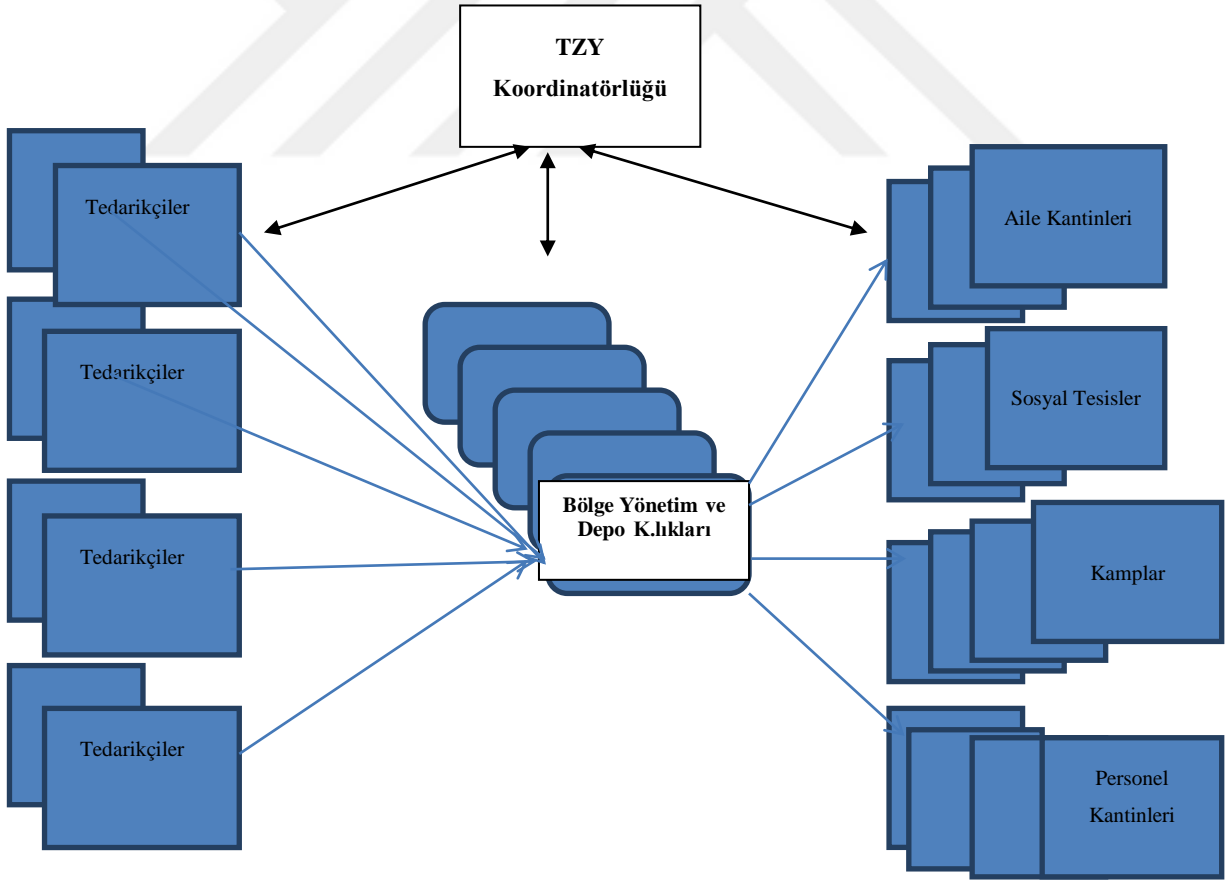 TZY
Koordinatörlüğü
Tedarikçiler
Tedarikçiler
Tedarikçiler
Tedarikçiler
Bölge Yönetim ve
Depo K.lıkları
Aile Kantinleri
Sosyal Tesisler
Kamplar
Personel
Kantinleri